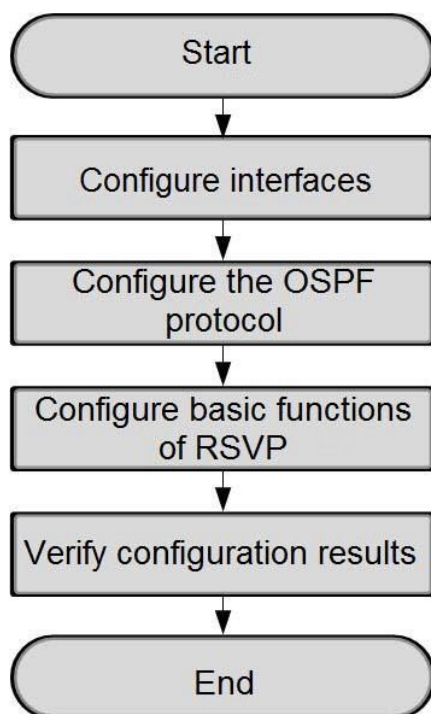 Start
Configure interfaces
Configure the OSPF
protocol
Configure basic functions
of RSVP
Verify configuration results
End